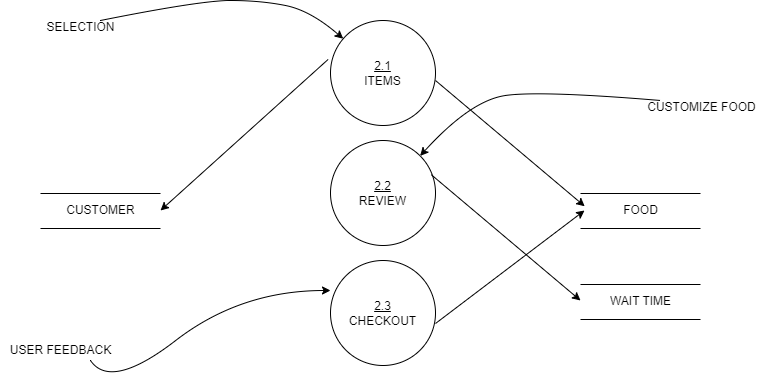 SELECTION
2.1
ITEMS
CUSTOMIZE FOOD
2.2
REVIEW
CUSTOMER
FOOD
2.3
CHECKOUT
WAIT TIME
USER FEEDBACK